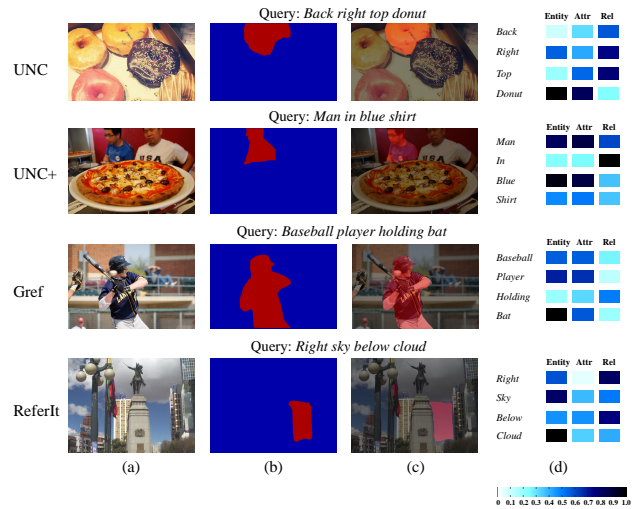 Query: Back right top donut
UNC
Entity Attr Rel
Back
Right
Top
Donut
Query: Man in blue shirt
UNC+
USA
Entity Attr Rel
Man
In
Blue
Shirt
Query: Baseball player holding bat
Gref
Entity Attr Rel
Baseball
Player
Holding
Bat
Query: Right sky below cloud
ReferIt
Entity Attr Rel
Right
Sky
Below
Cloud
(a) (b) (c) (d)
0 0.1 0.2 0.3 0.4 0.5 0.6 0.7 0.8 0.9 1.0